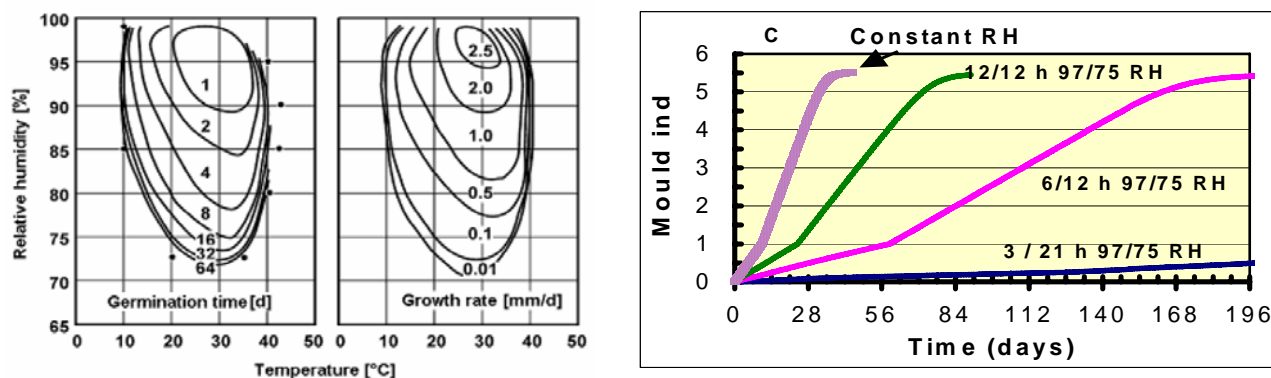 100
95
90
85
80
75
70
65
Relative humidity [%]
1
2
4
8
16
32
64
Germination time [d]
0 10 20 30 40 50
2.5
2.0
1.0
0.5
0.1
0.01
Growth rate [mm/d]
0 10 20 30 40 50
Temperature [°C]
C
Constant RH
12/12 h 97/75 RH
6/12 h 97/75 RH
3 / 21 h 97/75 RH
6
5
4
3
2
1
0
Mould ind
0 28 56 84 112 140 168 196
Time (days)